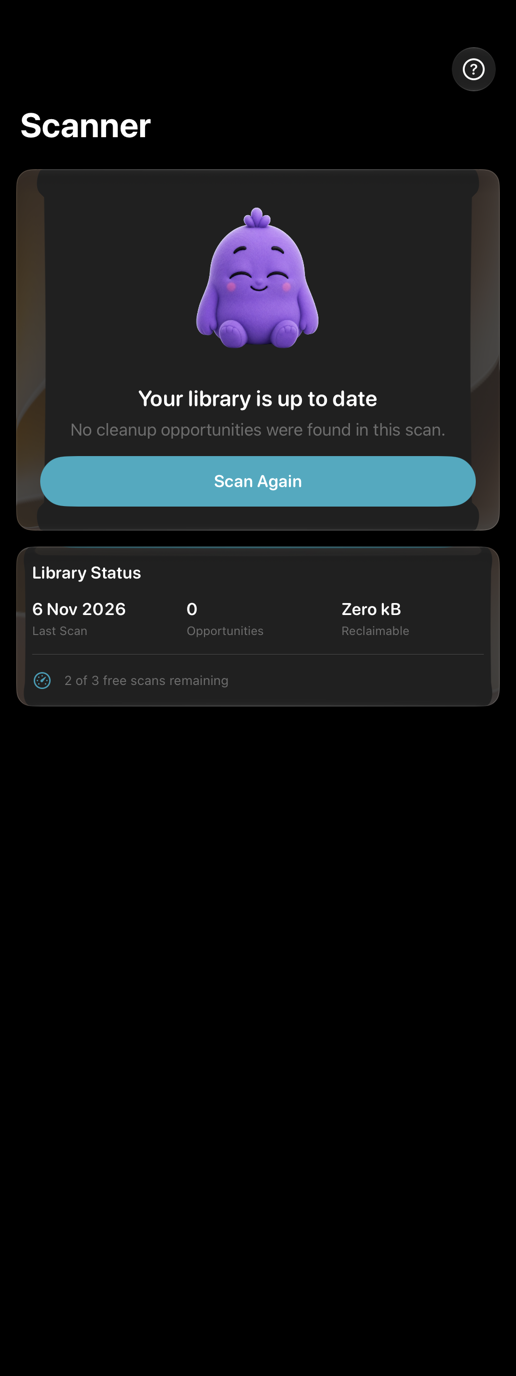 ?
Scanner
Your library is up to date
No cleanup opportunities were found in this scan.
Scan Again
Library Status
6 Nov 2026 0 Zero kB
Last Scan Opportunities Reclaimable
2 of 3 free scans remaining